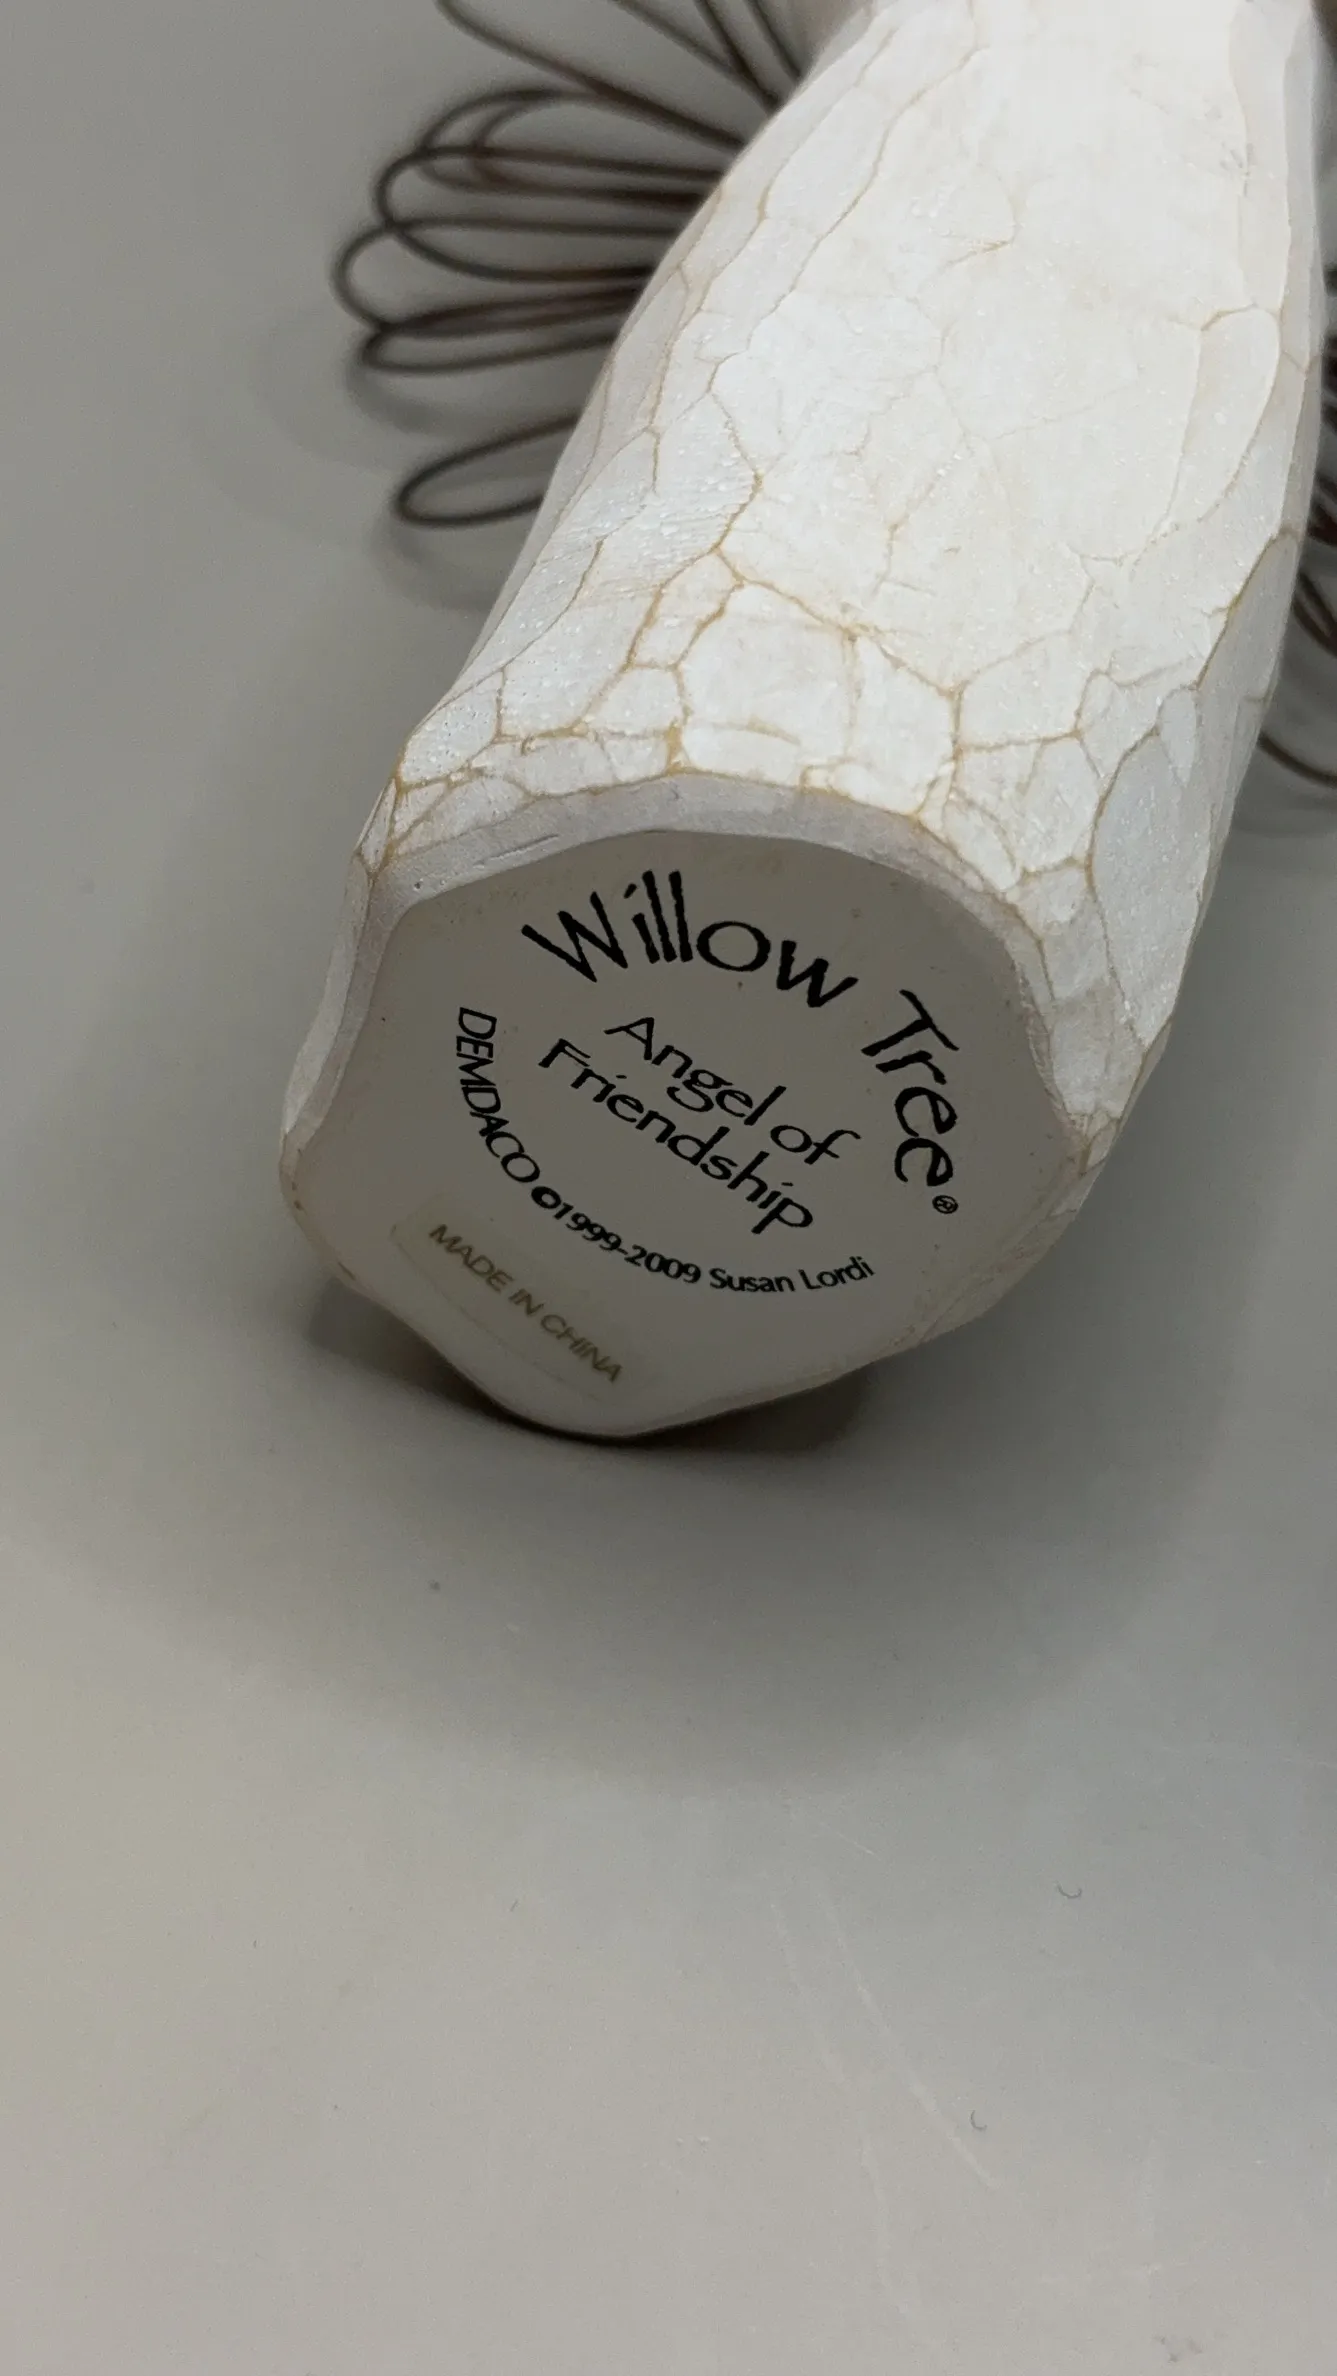 Willow Tree®
Angel of
Friendship
DEMDACO ©1999-2009 Susan Lordi
MADE IN CHINA